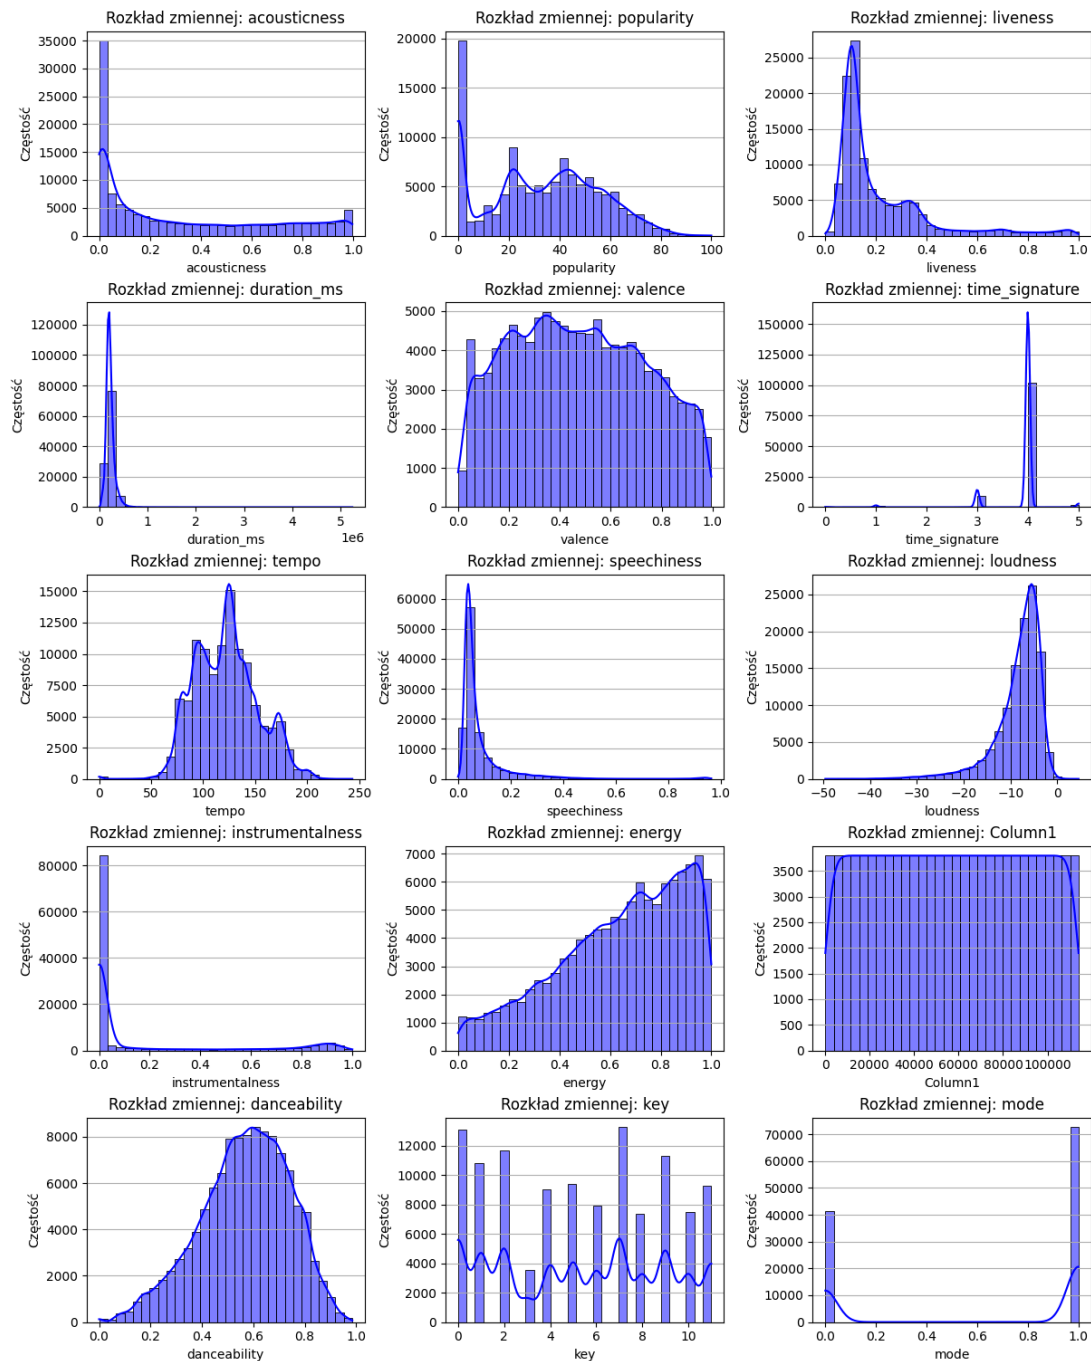 Rozkład zmiennej: acousticness
35000
30000
25000
20000
15000
10000
5000
0
Częstość
0.0 0.2 0.4 0.6 0.8 1.0
acousticness
Rozkład zmiennej: popularity
20000
17500
15000
12500
10000
7500
5000
2500
0
Częstość
0 20 40 60 80 100
popularity
Rozkład zmiennej: liveness
25000
20000
15000
10000
5000
0
Częstość
0.0 0.2 0.4 0.6 0.8 1.0
liveness
Rozkład zmiennej: duration_ms
120000
100000
80000
60000
40000
20000
0
Częstość
0 1 2 3 4 5
1e6
duration_ms
Rozkład zmiennej: valence
5000
4000
3000
2000
1000
0
Częstość
0.0 0.2 0.4 0.6 0.8 1.0
valence
Rozkład zmiennej: time_signature
150000
125000
100000
75000
50000
25000
0
Częstość
0 1 2 3 4 5
time_signature
Rozkład zmiennej: tempo
15000
12500
10000
7500
5000
2500
0
Częstość
0 50 100 150 200 250
tempo
Rozkład zmiennej: speechiness
60000
50000
40000
30000
20000
10000
0
Częstość
0.0 0.2 0.4 0.6 0.8 1.0
speechiness
Rozkład zmiennej: loudness
25000
20000
15000
10000
5000
0
Częstość
−50 −40 −30 −20 −10 0
loudness
Rozkład zmiennej: instrumentalness
80000
60000
40000
20000
0
Częstość
0.0 0.2 0.4 0.6 0.8 1.0
instrumentalness
Rozkład zmiennej: energy
7000
6000
5000
4000
3000
2000
1000
0
Częstość
0.0 0.2 0.4 0.6 0.8 1.0
energy
Rozkład zmiennej: Column1
3500
3000
2500
2000
1500
1000
500
0
Częstość
0 20000 40000 60000 80000 100000
Column1
Rozkład zmiennej: danceability
8000
6000
4000
2000
0
Częstość
0.0 0.2 0.4 0.6 0.8 1.0
danceability
Rozkład zmiennej: key
12000
10000
8000
6000
4000
2000
0
Częstość
0 2 4 6 8 10
key
Rozkład zmiennej: mode
70000
60000
50000
40000
30000
20000
10000
0
Częstość
0.0 0.2 0.4 0.6 0.8 1.0
mode